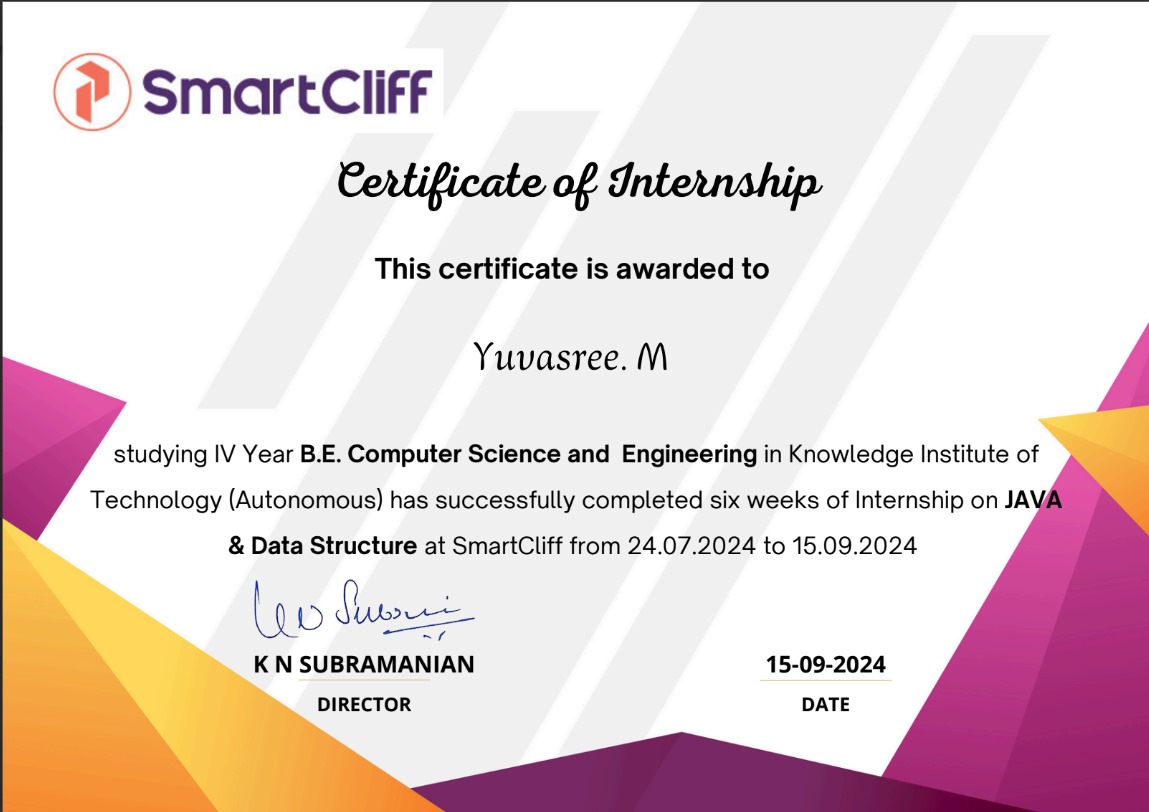 SmartCliff
Certificate of Internship
This certificate is awarded to
Yuvasree. M
studying IV Year B.E. Computer Science and Engineering in Knowledge Institute of
Technology (Autonomous) has successfully completed six weeks of Internship on JAVA
& Data Structure at SmartCliff from 24.07.2024 to 15.09.2024
K N SUBRAMANIAN
DIRECTOR
15-09-2024
DATE